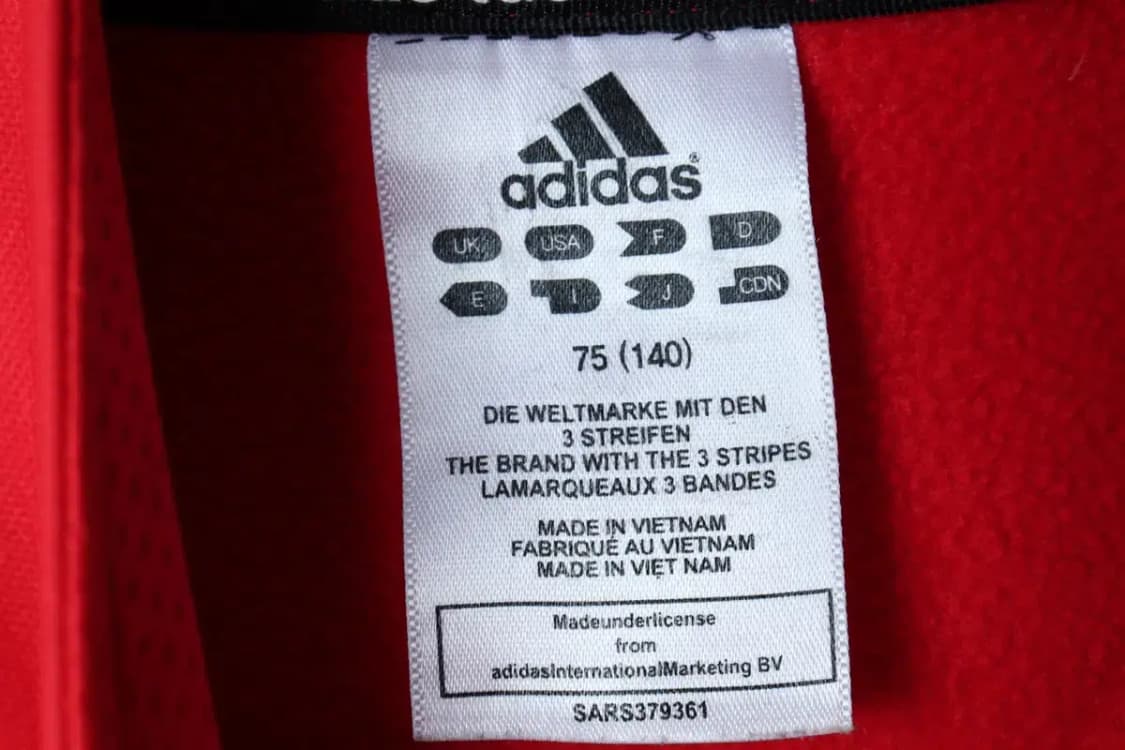 adidas®
UK USA F D
E I J CDN
75 (140)
DIE WELTMARKE MIT DEN
3 STREIFEN
THE BRAND WITH THE 3 STRIPES
LAMARQUEAUX 3 BANDES
MADE IN VIETNAM
FABRIQUÉ AU VIETNAM
MADE IN VIỆT NAM
Madeunderlicense
from
adidasInternationalMarketing BV
SARS379361